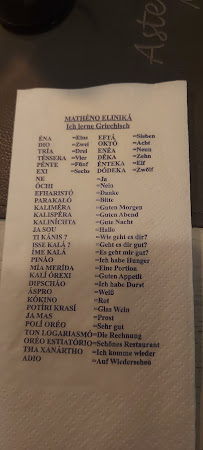 Aste
MATHÉNO ELINIKÁ
Ich lerne Griechisch
ÉNA =Eins EFTÁ =Sieben
DIO =Zwei OKTÓ =Acht
TRÍA =Drei ENÉA =Neun
TÉSSERA =Vier DÉKA =Zehn
PÉNTE =Fünf ÉNTEKA =Elf
EXI =Sechs DÓDEKA =Zwölf
NE =Ja
ÓCHI =Nein
EFHARISTÓ =Danke
PARAKALÓ =Bitte
KALIMÉRA =Guten Morgen
KALISPÉRA =Guten Abend
KALINÍCHTA =Gute Nacht
JA SOU =Hallo
TI KÁNIS ? =Wie geht's dir?
ISSE KALÁ ? =Geht es dir gut?
ÍME KALÁ =Es geht mir gut?
PINÁO =Ich habe Hunger
MÍA MERÍDA =Eine Portion
KALÍ ÓREXI =Guten Appetit
DIPSCHÁO =Ich habe Durst
ÁSPRO =Weiß
KÓKINO =Rot
POTÍRI KRASÍ =Glas Wein
JA MAS =Prost
POLÍ ORÉO =Sehr gut
TON LOGARIASMÓ =Die Rechnung
ORÉO ESTIATÓRIO =Schönes Restaurant
THA XANÁRTHO =Ich komme wieder
ADIO =Auf Wiedersehen